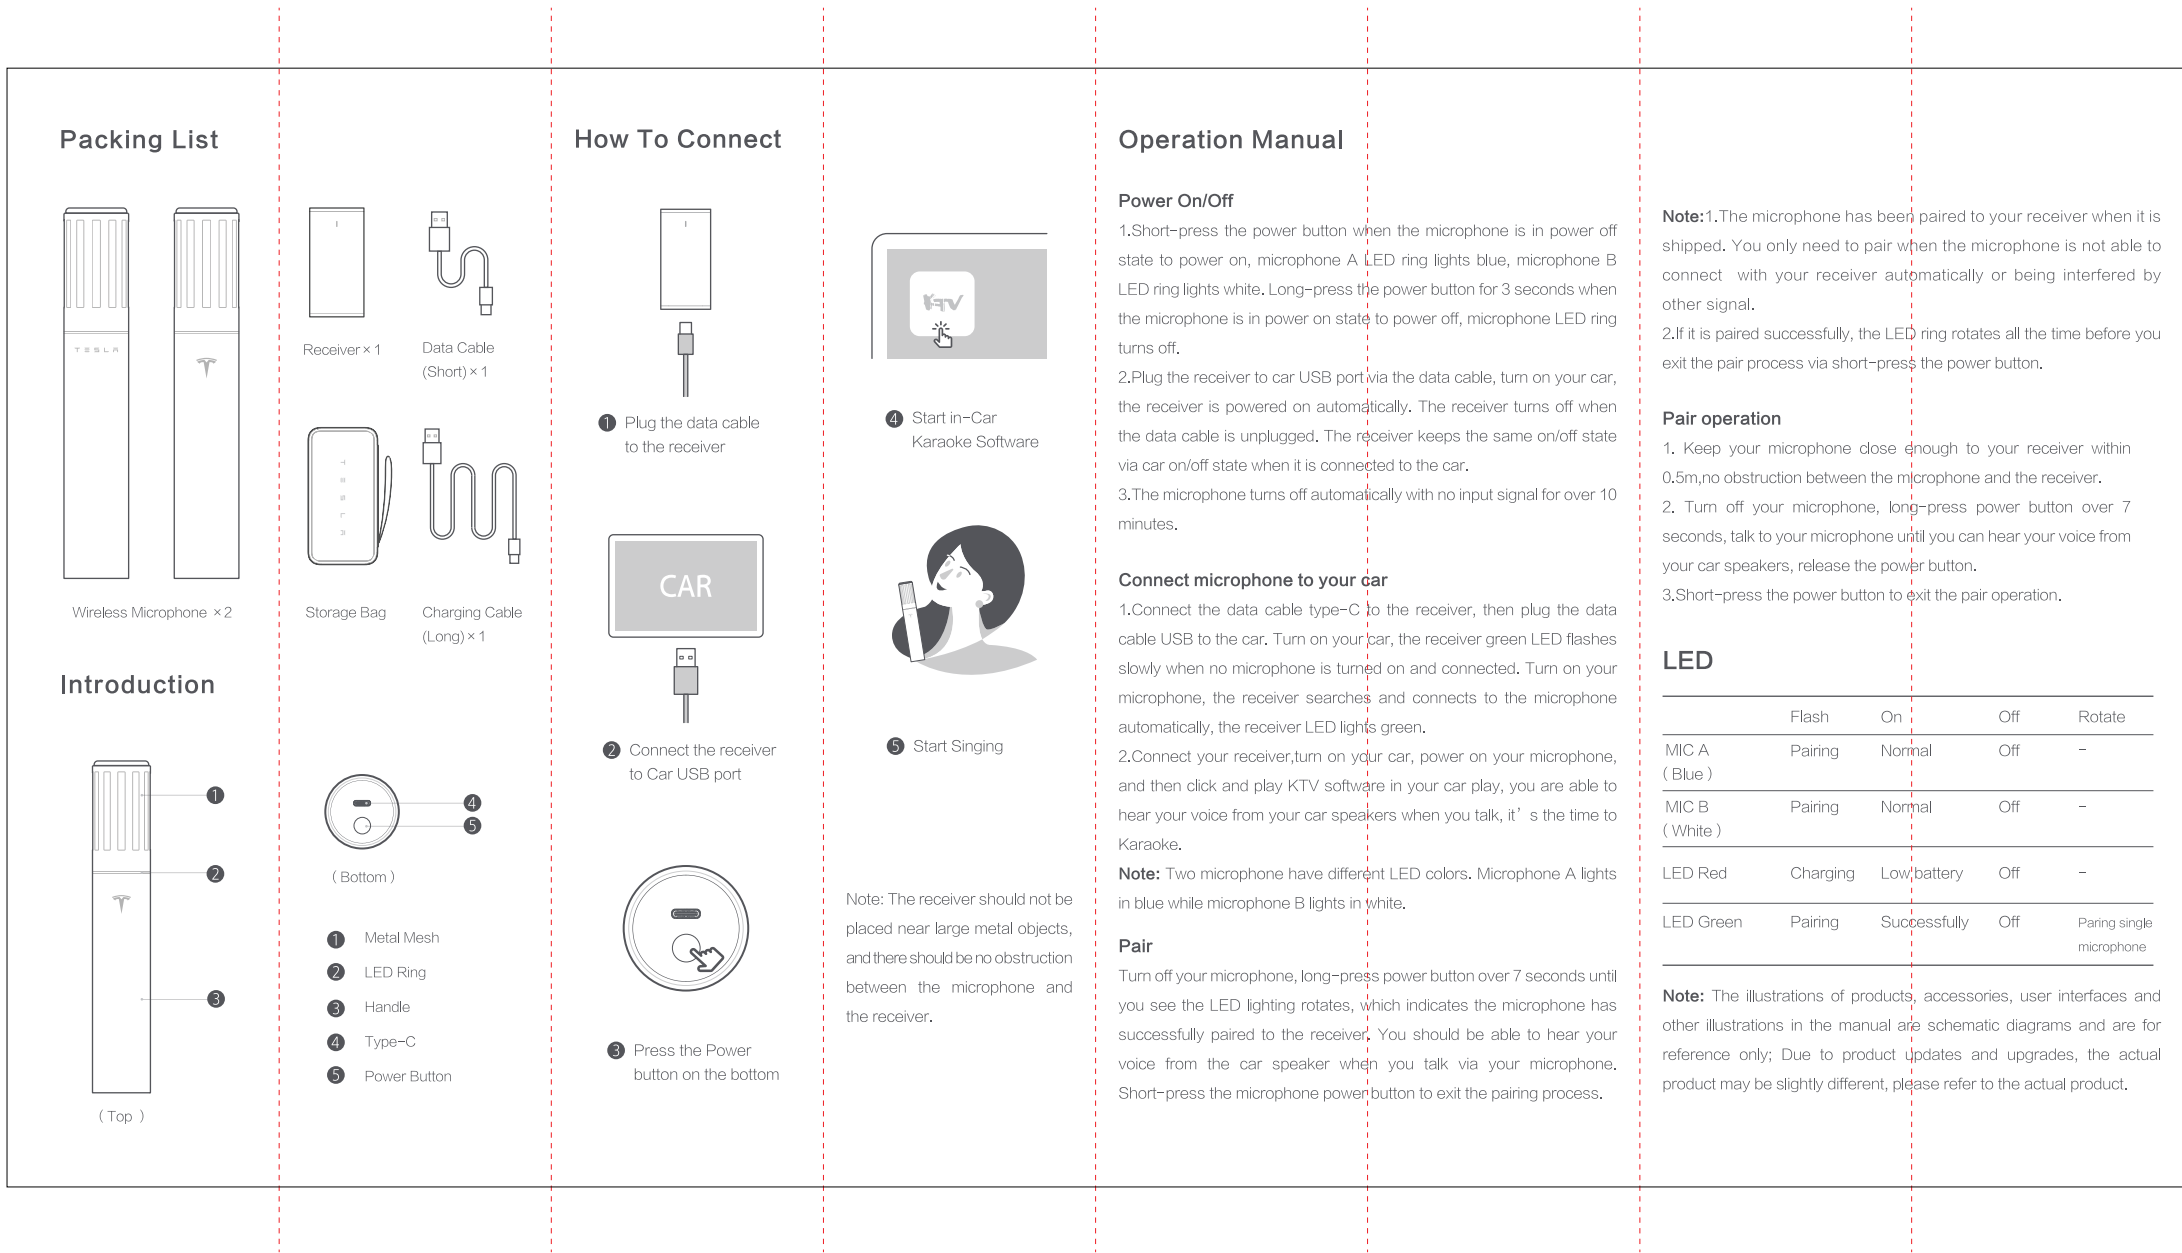 Packing List
TESLA
Wireless Microphone ×2
Receiver×1
Data Cable
(Short)×1
TESLA
Storage Bag
Charging Cable
(Long)×1
Introduction
1
2
3
(Top )
4
5
( Bottom )
1 Metal Mesh
2 LED Ring
3 Handle
4 Type-C
5 Power Button
How To Connect
1 Plug the data cable
to the receiver
CAR
2 Connect the receiver
to Car USB port
3 Press the Power
button on the bottom
KTV
4 Start in-Car
Karaoke Software
5 Start Singing
Note: The receiver should not be
placed near large metal objects,
and there should be no obstruction
between the microphone and
the receiver.
Operation Manual
Power On/Off
1.Short-press the power button when the microphone is in power off
state to power on, microphone A LED ring lights blue, microphone B
LED ring lights white. Long-press the power button for 3 seconds when
the microphone is in power on state to power off, microphone LED ring
turns off.
2.Plug the receiver to car USB port via the data cable, turn on your car,
the receiver is powered on automatically. The receiver turns off when
the data cable is unplugged. The receiver keeps the same on/off state
via car on/off state when it is connected to the car.
3.The microphone turns off automatically with no input signal for over 10
minutes.
Connect microphone to your car
1.Connect the data cable type-C to the receiver, then plug the data
cable USB to the car. Turn on your car, the receiver green LED flashes
slowly when no microphone is turned on and connected. Turn on your
microphone, the receiver searches and connects to the microphone
automatically, the receiver LED lights green.
2.Connect your receiver,turn on your car, power on your microphone,
and then click and play KTV software in your car play, you are able to
hear your voice from your car speakers when you talk, it's the time to
Karaoke.
Note: Two microphone have different LED colors. Microphone A lights
in blue while microphone B lights in white.
Pair
Turn off your microphone, long-press power button over 7 seconds until
you see the LED lighting rotates, which indicates the microphone has
successfully paired to the receiver. You should be able to hear your
voice from the car speaker when you talk via your microphone.
Short-press the microphone power button to exit the pairing process.
Note:1.The microphone has been paired to your receiver when it is
shipped. You only need to pair when the microphone is not able to
connect with your receiver automatically or being interfered by
other signal.
2.If it is paired successfully, the LED ring rotates all the time before you
exit the pair process via short-press the power button.
Pair operation
1. Keep your microphone close enough to your receiver within
0.5m,no obstruction between the microphone and the receiver.
2. Turn off your microphone, long-press power button over 7
seconds, talk to your microphone until you can hear your voice from
your car speakers, release the power button.
3.Short-press the power button to exit the pair operation.
LED
Flash On Off Rotate
MIC A Pairing Normal Off -
( Blue )
MIC B Pairing Normal Off -
( White )
LED Red Charging Low battery Off -
LED Green Pairing Successfully Off Paring single
microphone
Note: The illustrations of products, accessories, user interfaces and
other illustrations in the manual are schematic diagrams and are for
reference only; Due to product updates and upgrades, the actual
product may be slightly different, please refer to the actual product.